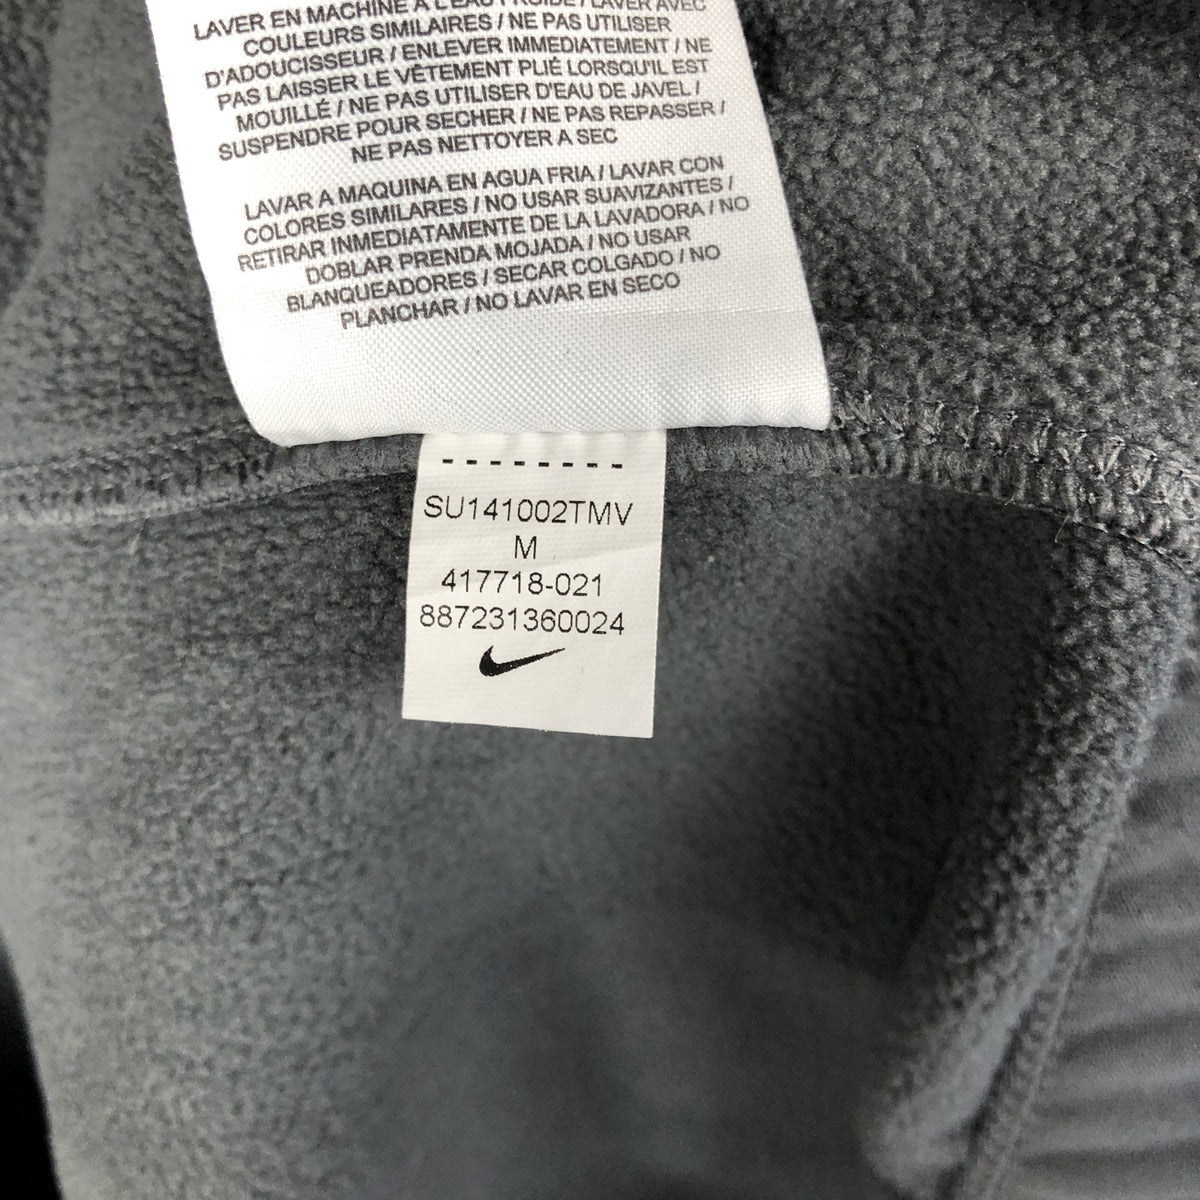 LAVER EN MACHINE A L'EAU FROIDE / LAVER AVEC
COULEURS SIMILAIRES / NE PAS UTILISER
D'ADOUCISSEUR / ENLEVER IMMEDIATEMENT / NE
PAS LAISSER LE VÊTEMENT PLIÉ LORSQU'IL EST
MOUILLÉ / NE PAS UTILISER D'EAU DE JAVEL /
SUSPENDRE POUR SECHER / NE PAS REPASSER /
NE PAS NETTOYER A SEC
LAVAR A MAQUINA EN AGUA FRIA / LAVAR CON
COLORES SIMILARES / NO USAR SUAVIZANTES /
RETIRAR INMEDIATAMENTE DE LA LAVADORA / NO
DOBLAR PRENDA MOJADA / NO USAR
BLANQUEADORES / SECAR COLGADO / NO
PLANCHAR / NO LAVAR EN SECO
--------
SU141002TMV
M
417718-021
887231360024